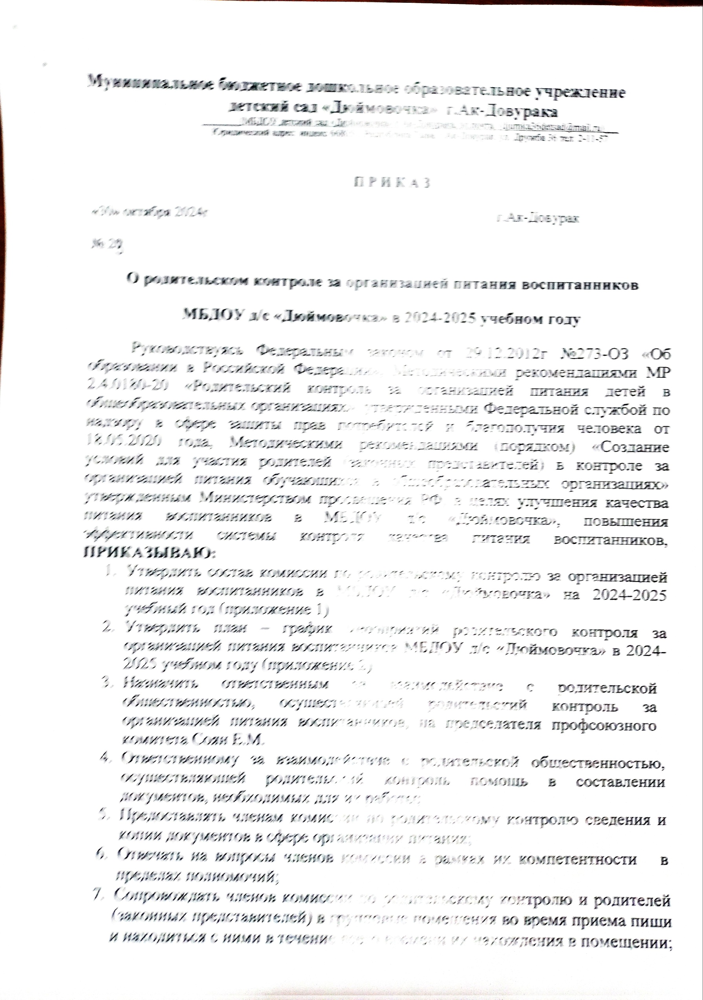 Муниципальное бюджетное дошкольное образовательное учреждение
детский сад «Дюймовочка» г.Ак-Довурака
МБДОУ детский сад «Дюймовочка» г. Ак-Довурака
Юридический адрес: индекс Республика Тыва г. Ак-Довурак, ул. Дружба 36 тел: 2-11-57
П Р И К А З
«30» октября 2024г
г.Ак-Довурак
№
О родительском контроле за организацией питания воспитанников
МБДОУ д/с «Дюймовочка» в 2024-2025 учебном году
Руководствуясь Федеральным законом от 29.12.2012г №273-ОЗ «Об
образовании в Российской Федерации», Методическими рекомендациями МР
2.4.0180-20 «Родительский контроль за организацией питания детей в
общеобразовательных организациях» утвержденными Федеральной службой по
надзору в сфере защиты прав потребителей и благополучия человека от
18.05.2020 года, Методическими рекомендациями (порядком) «Создание
условий для участия родителей (законных представителей) в контроле за
организацией питания обучающихся в общеобразовательных организациях»
утвержденным Министерством просвещения РФ, в целях улучшения качества
питания воспитанников в МБДОУ д/с «Дюймовочка», повышения
эффективности системы контроля качества питания воспитанников,
ПРИКАЗЫВАЮ:
1. Утвердить состав комиссии по родительскому контролю за организацией
питания воспитанников в МБДОУ д/с «Дюймовочка» на 2024-2025
учебный год (приложение 1)
2. Утвердить план – график мероприятий родительского контроля за
организацией питания воспитанников МБДОУ д/с «Дюймовочка» в 2024-
2025 учебном году (приложение 2)
3. Назначить ответственным за взаимодействие с родительской
общественностью, осуществляющей родительский контроль за
организацией питания воспитанников, на председателя профсоюзного
комитета Соян Е.М.
4. Ответственному за взаимодействие с родительской общественностью,
осуществляющей родительский контроль помощь в составлении
документов, необходимых для их работы;
5. Предоставлять членам комиссии по родительскому контролю сведения и
копии документов в сфере организации питания;
6. Отвечать на вопросы членов комиссии в рамках их компетентности в
пределах полномочий;
7. Сопровождать членов комиссии по родительскому контролю и родителей
(законных представителей) в групповые помещения во время приема пищи
и находиться с ними в течение всего времени их нахождения в помещении;